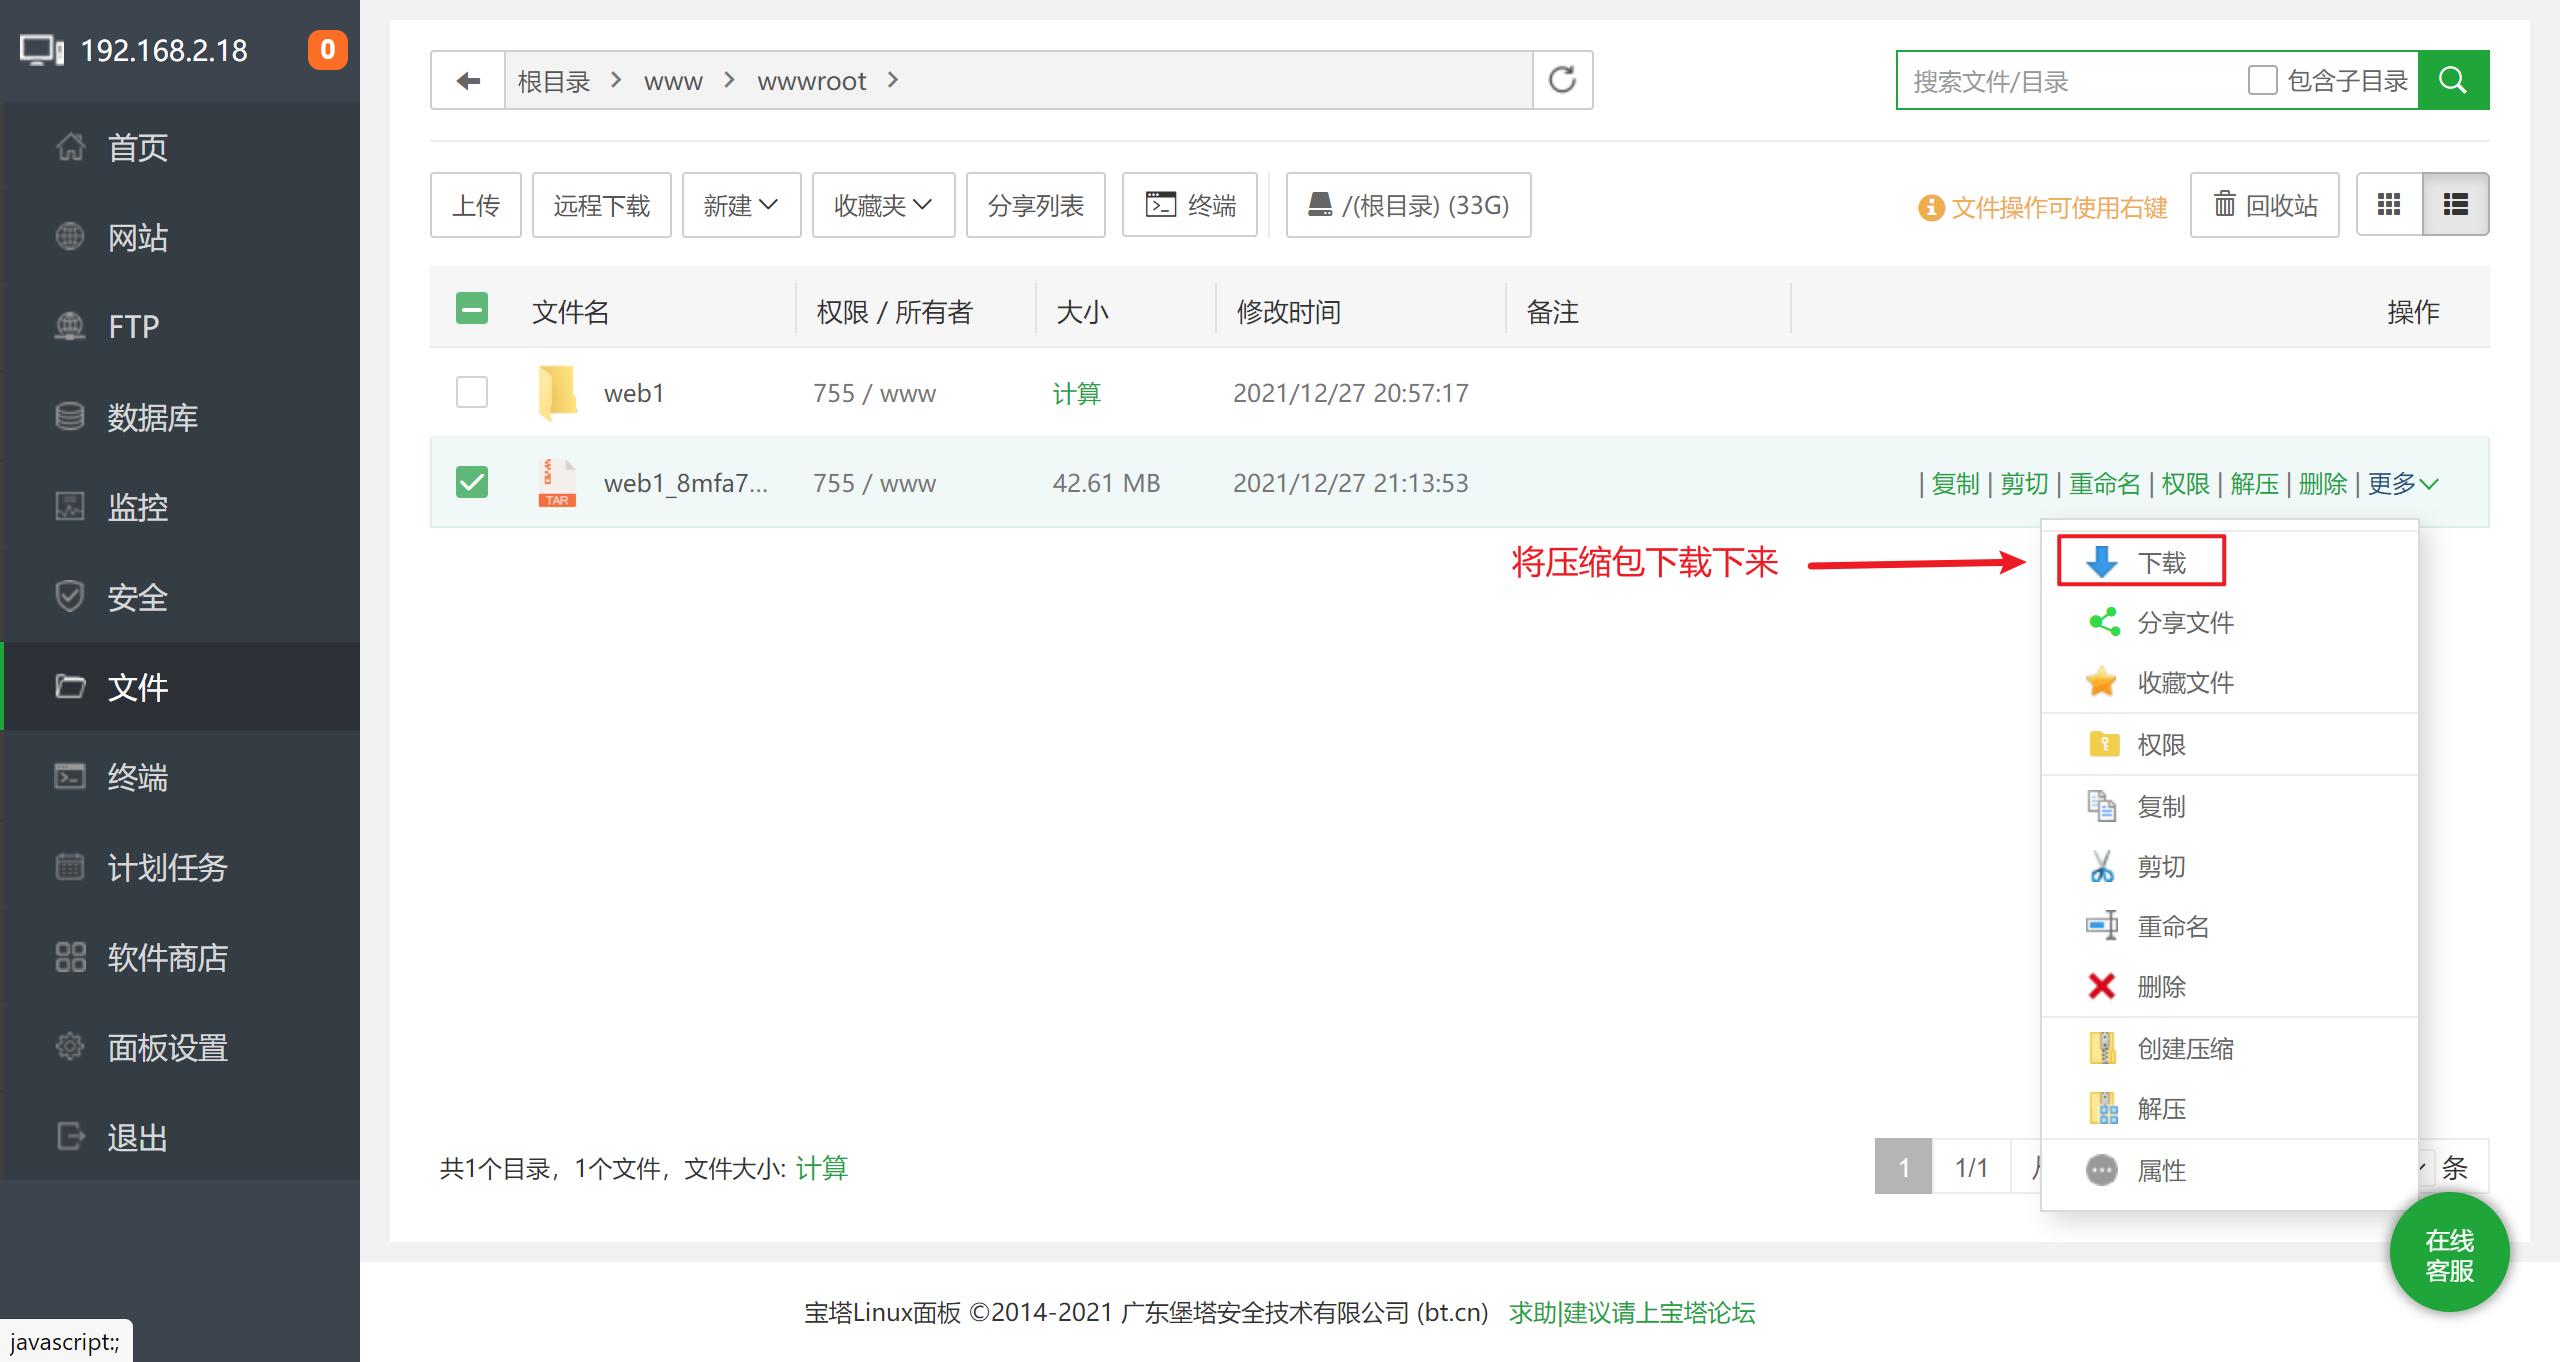 192.168.2.18
0
首页
网站
FTP
数据库
监控
安全
文件
终端
计划任务
软件商店
面板设置
退出
javascript:;
根目录 > www > wwwroot >
搜索文件/目录 包含子目录
上传 远程下载 新建 收藏夹 分享列表 终端 /(根目录) (33G)
文件操作可使用右键 回收站
文件名 权限 / 所有者 大小 修改时间 备注 操作
web1 755 / www 计算 2021/12/27 20:57:17
TAR web1_8mfa7... 755 / www 42.61 MB 2021/12/27 21:13:53 | 复制 | 剪切 | 重命名 | 权限 | 解压 | 删除 | 更多
将压缩包下载下来
下载
分享文件
收藏文件
权限
复制
剪切
重命名
删除
创建压缩
解压
属性
共1个目录，1个文件，文件大小: 计算
1 1/1 条
在线
客服
宝塔Linux面板 ©2014-2021 广东堡塔安全技术有限公司 (bt.cn) 求助|建议请上宝塔论坛